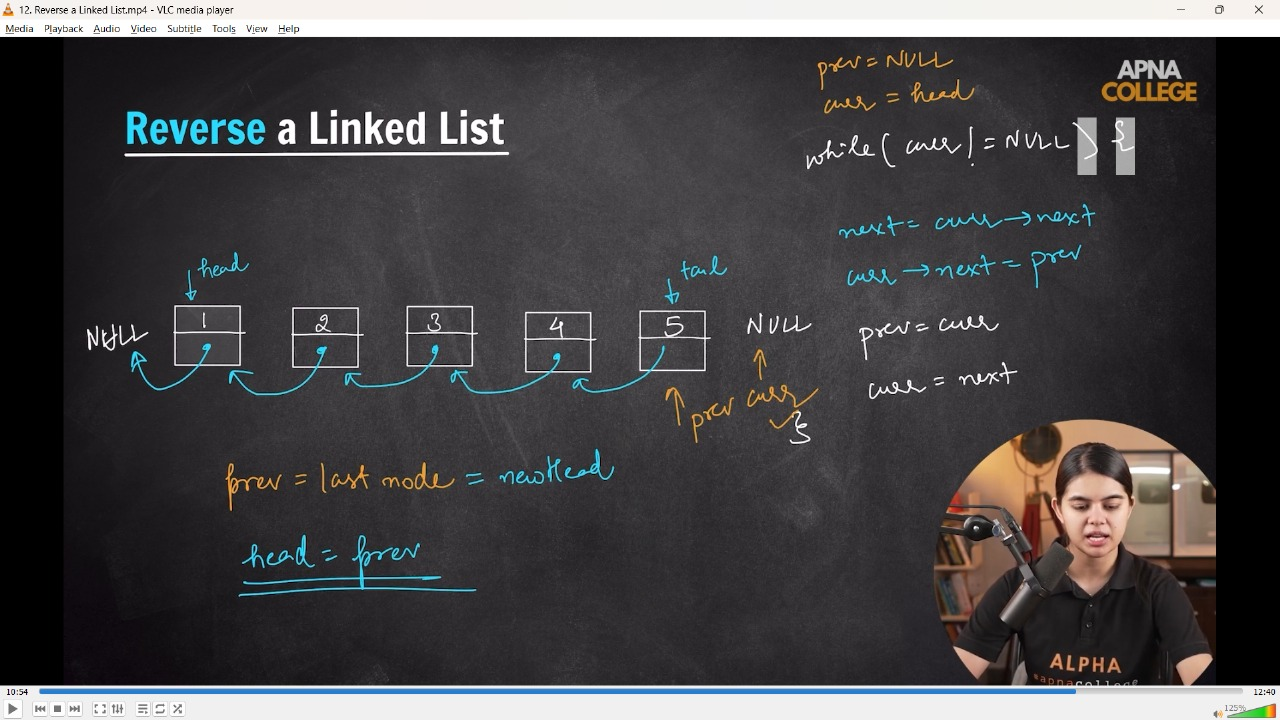 12. Reverse a Linked List.mp4 - VLC media player
Media Playback Audio Video Subtitle Tools View Help
prev = NULL
curr = head
APNA
COLLEGE
Reverse a Linked List
while( curr != NULL ) {
next = curr → next
curr → next = prev
prev = curr
curr = next
}
head
tail
NULL 1 2 3 4 5 NULL
prev curr
prev = last node = newHead
head = prev
ALPHA
10:54
12:40
125%